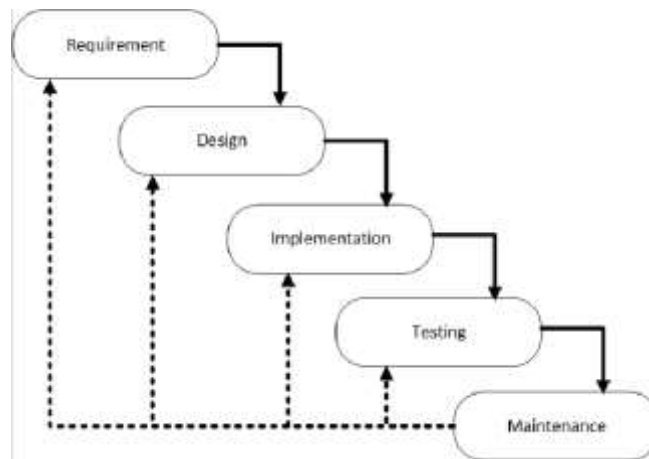 Requirement
Design
Implementation
Testing
Maintenance